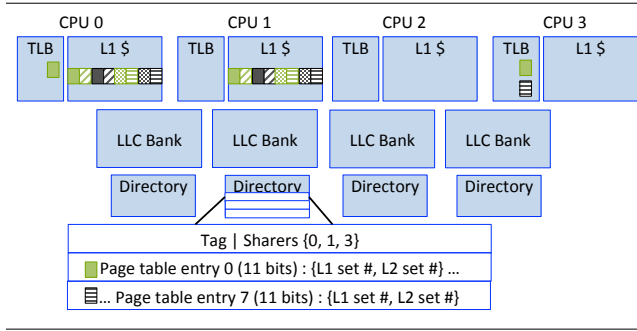 CPU 0 CPU 1 CPU 2 CPU 3
TLB L1 $ TLB L1 $ TLB L1 $ TLB L1 $
LLC Bank LLC Bank LLC Bank LLC Bank
Directory Directory Directory Directory
Tag | Sharers {0, 1, 3}
Page table entry 0 (11 bits) : {L1 set #, L2 set #} ...
... Page table entry 7 (11 bits) : {L1 set #, L2 set #}